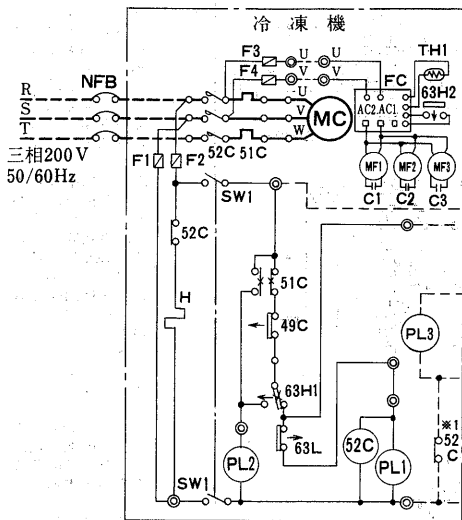 冷凍機
F3 U U TH1
F4 V V 63H2
NFB U FC
R
S V MC AC2 AC1
T W
三相200V F1 F2 52C 51C MF1 MF2 MF3
50/60Hz C1 C2 C3
SW1
52C
51C
H 49C PL3
63H1 ※1
52
C
PL2 63L 52C PL1
SW1